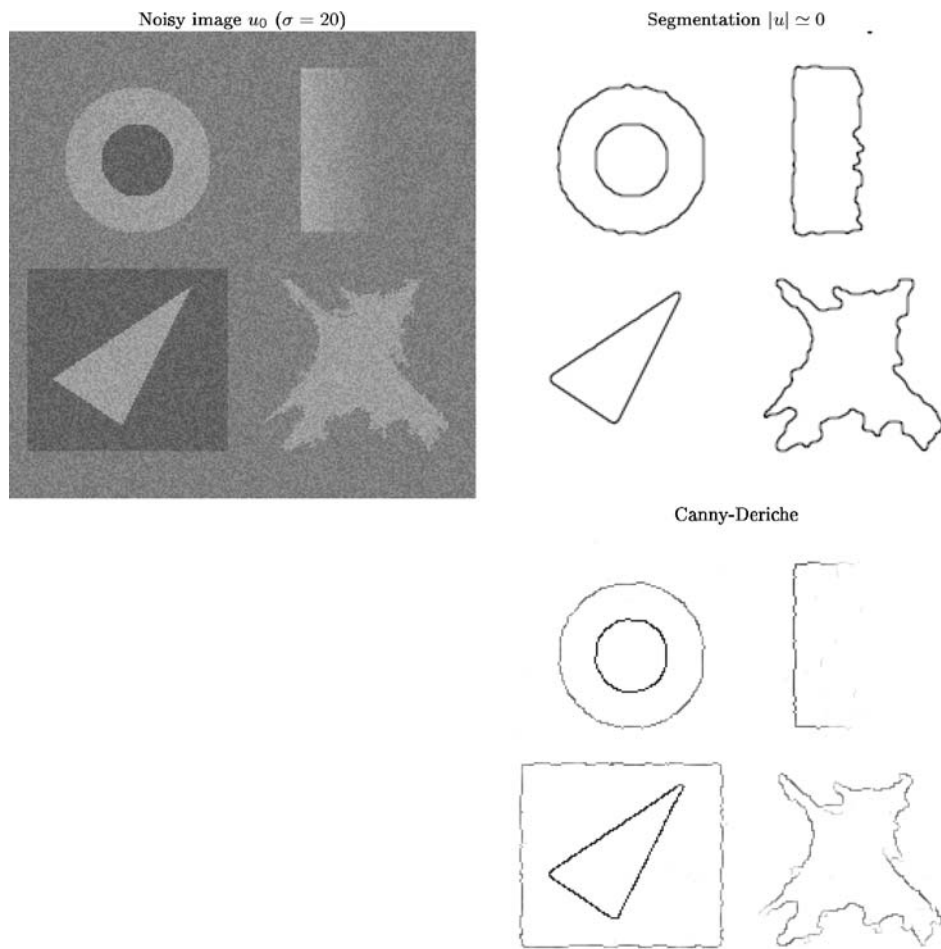 Noisy image u₀ (σ = 20)
Segmentation |u| ≃ 0
Canny-Deriche